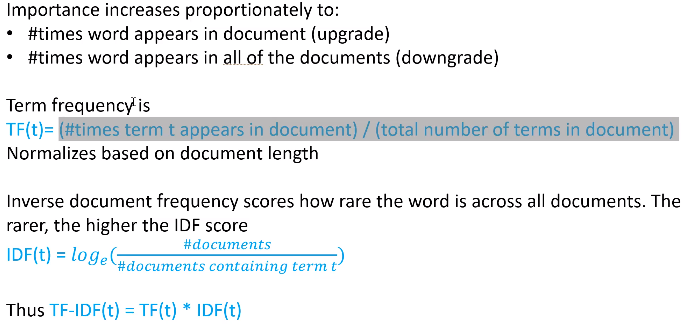 Importance increases proportionately to:
• #times word appears in document (upgrade)
• #times word appears in all of the documents (downgrade)
Term frequency is
TF(t)= (#times term t appears in document) / (total number of terms in document)
Normalizes based on document length
Inverse document frequency scores how rare the word is across all documents. The
rarer, the higher the IDF score
IDF(t) = log_e(#documents / #documents containing term t)
Thus TF-IDF(t) = TF(t) * IDF(t)